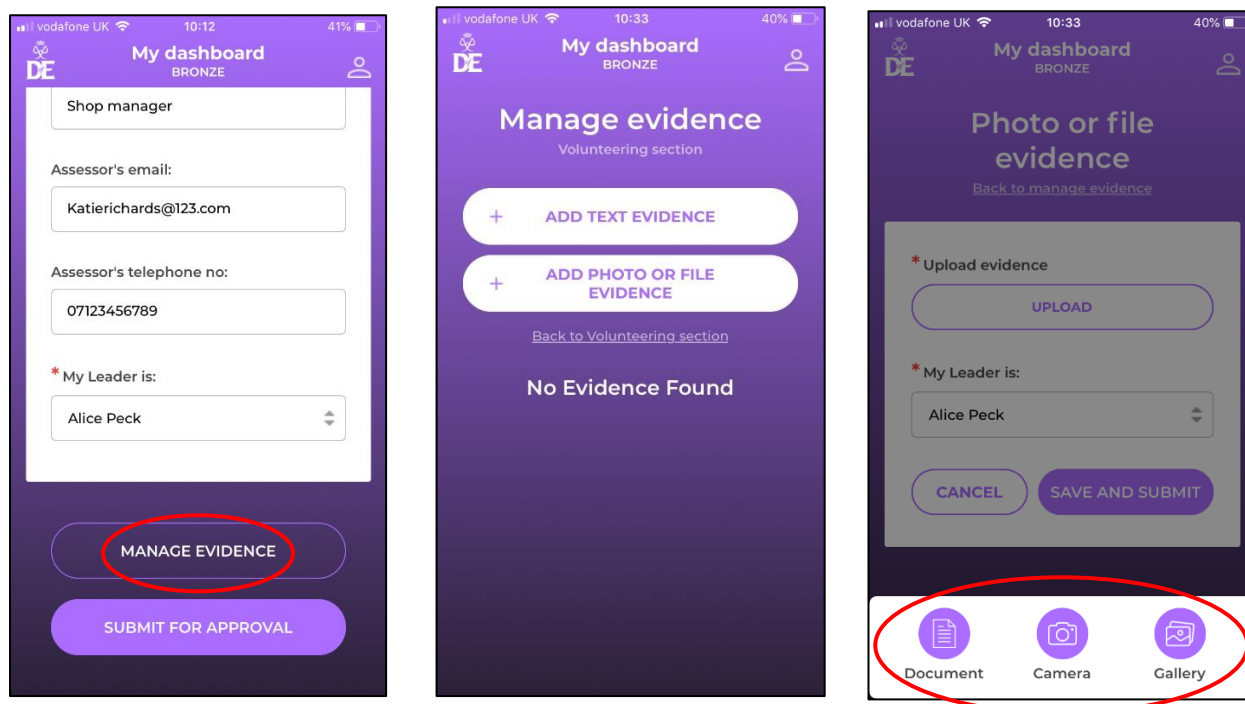 vodafone UK 10:12 41%
DE My dashboard
BRONZE
Shop manager
Assessor's email:
Katierichards@123.com
Assessor's telephone no:
07123456789
* My Leader is:
Alice Peck
MANAGE EVIDENCE
SUBMIT FOR APPROVAL
vodafone UK 10:33 40%
DE My dashboard
BRONZE
Manage evidence
Volunteering section
+ ADD TEXT EVIDENCE
+ ADD PHOTO OR FILE
EVIDENCE
Back to Volunteering section
No Evidence Found
vodafone UK 10:33 40%
DE My dashboard
BRONZE
Photo or file
evidence
Back to manage evidence
* Upload evidence
UPLOAD
* My Leader is:
Alice Peck
CANCEL SAVE AND SUBMIT
Document Camera Gallery